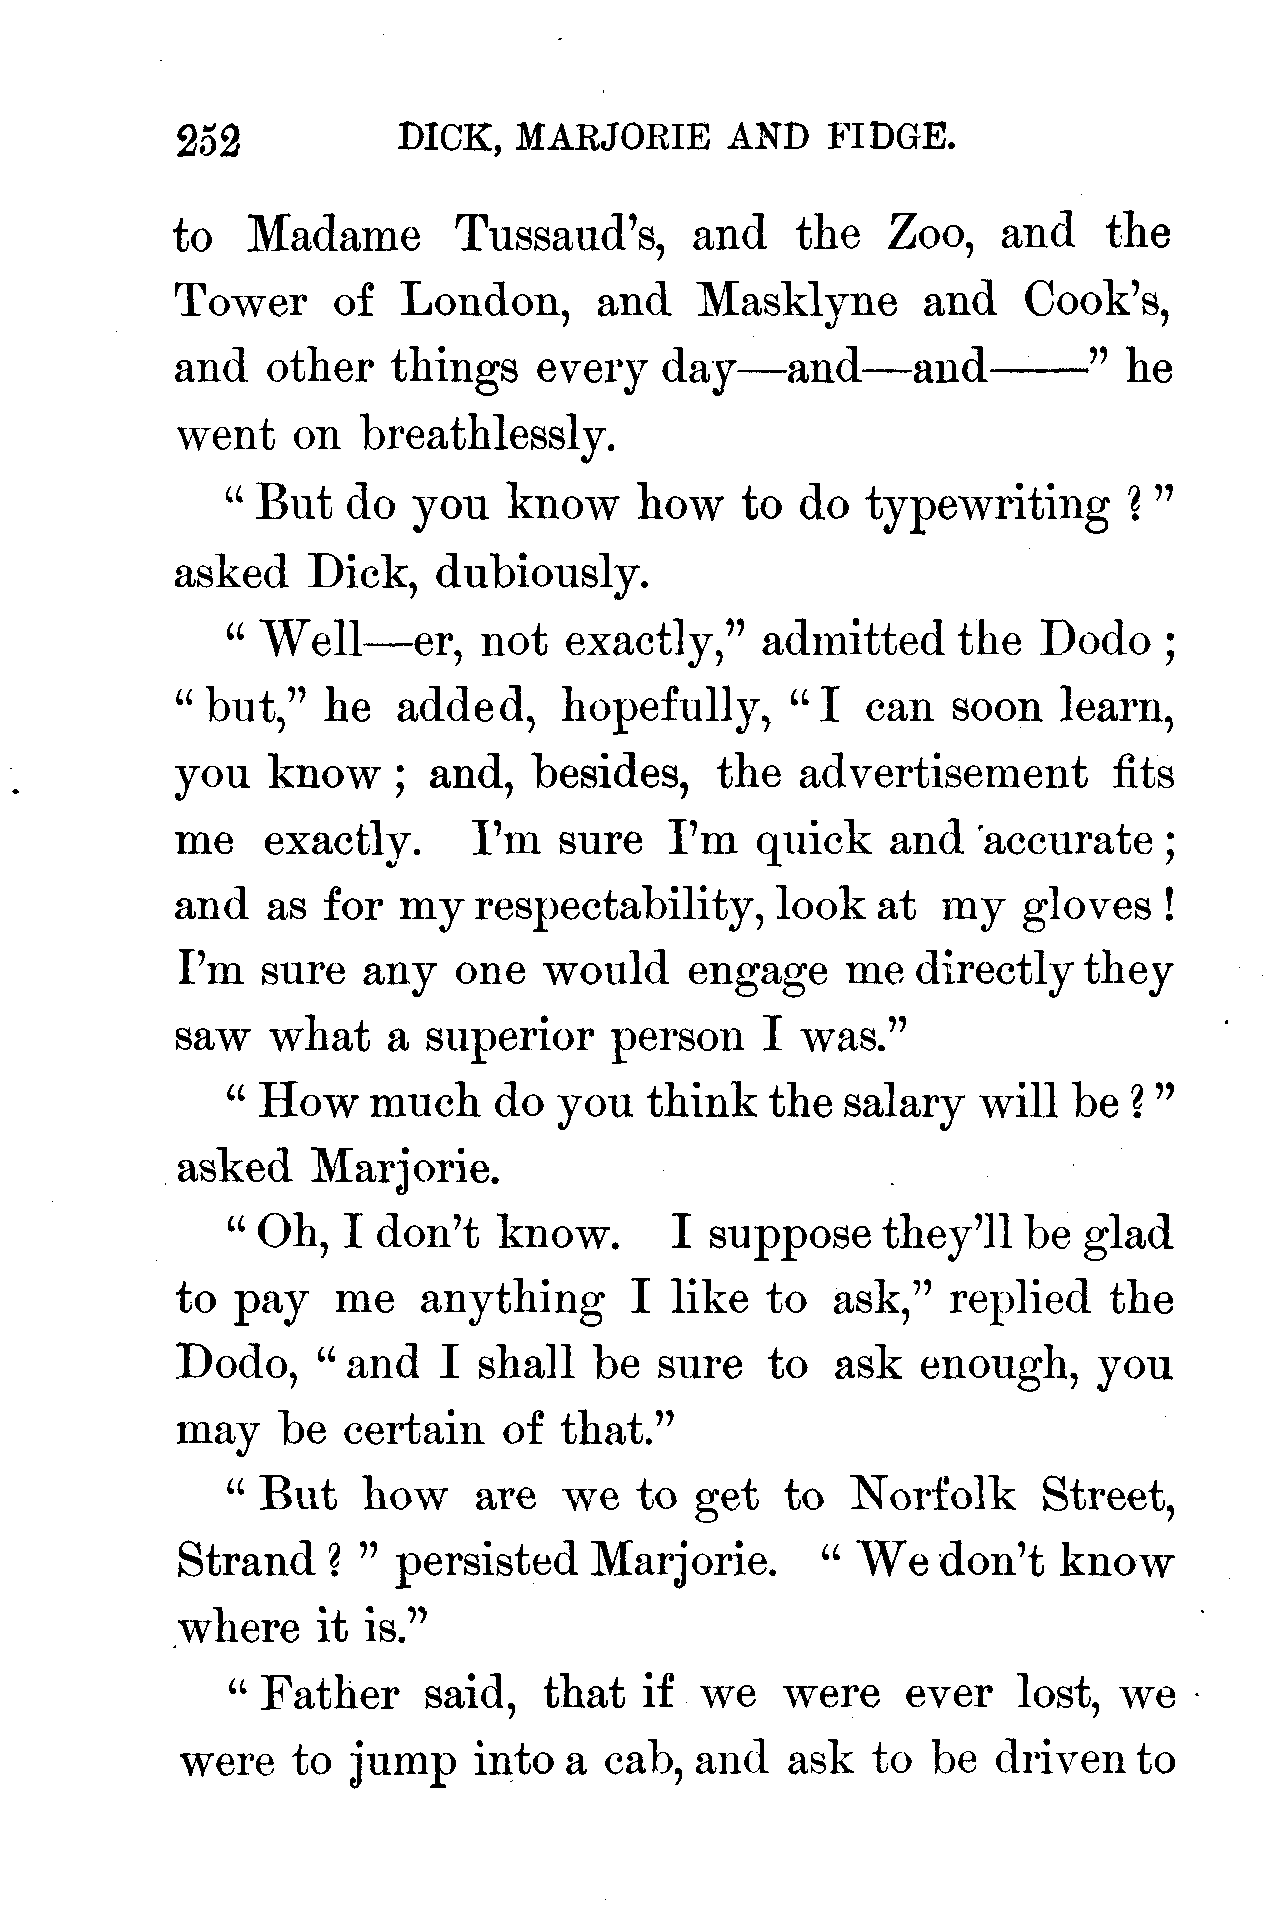 252 DICK, MARJORIE AND FIDGE.
to Madame Tussaud's, and the Zoo, and the
Tower of London, and Masklyne and Cook's,
and other things every day—and—and——" he
went on breathlessly.
" But do you know how to do typewriting ? "
asked Dick, dubiously.
" Well—er, not exactly," admitted the Dodo ;
" but," he added, hopefully, " I can soon learn,
you know ; and, besides, the advertisement fits
me exactly. I'm sure I'm quick and accurate ;
and as for my respectability, look at my gloves !
I'm sure any one would engage me directly they
saw what a superior person I was."
" How much do you think the salary will be ? "
asked Marjorie.
" Oh, I don't know. I suppose they'll be glad
to pay me anything I like to ask," replied the
Dodo, " and I shall be sure to ask enough, you
may be certain of that."
" But how are we to get to Norfolk Street,
Strand ? " persisted Marjorie. " We don't know
where it is."
" Father said, that if we were ever lost, we
were to jump into a cab, and ask to be driven to